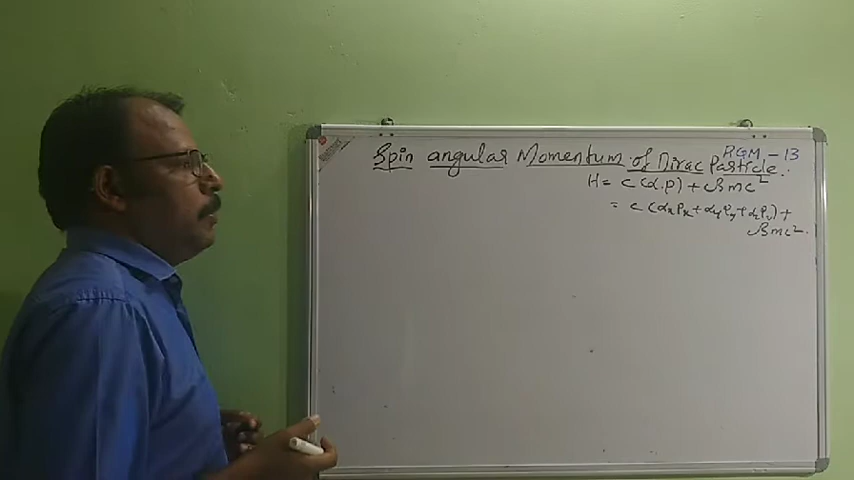 RQM - 13
Spin angular Momentum of Dirac Particle :
H = c(α.p) + βmc²
= c(αxPx + αyPy + αzPz) +
βmc².